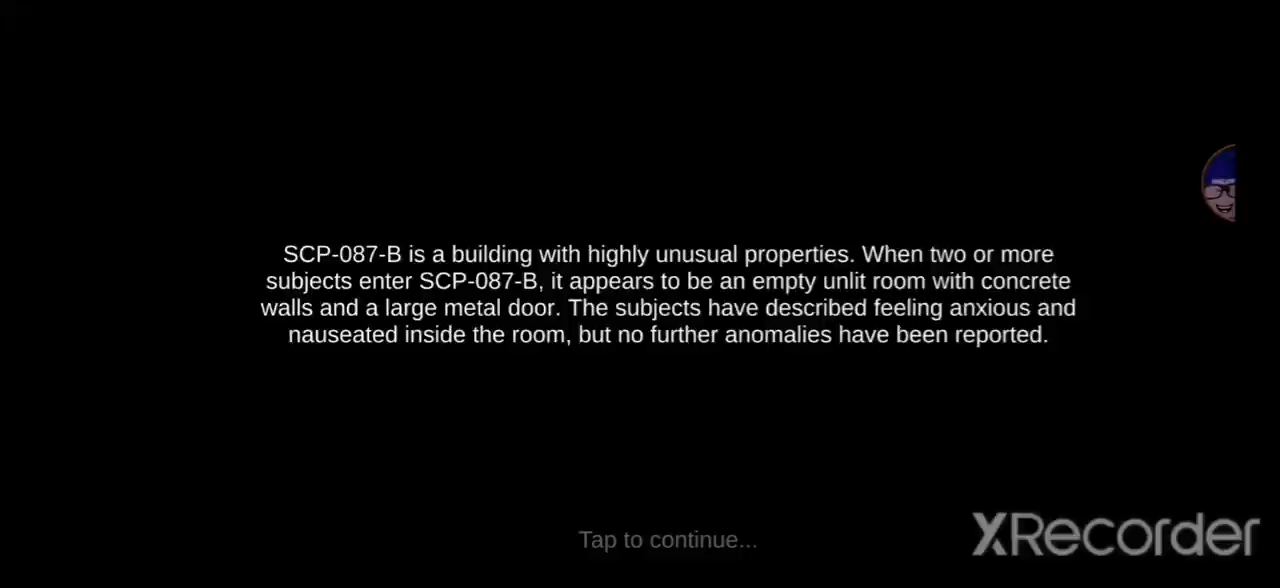 SCP-087-B is a building with highly unusual properties. When two or more
subjects enter SCP-087-B, it appears to be an empty unlit room with concrete
walls and a large metal door. The subjects have described feeling anxious and
nauseated inside the room, but no further anomalies have been reported.
Tap to continue...
XRecorder